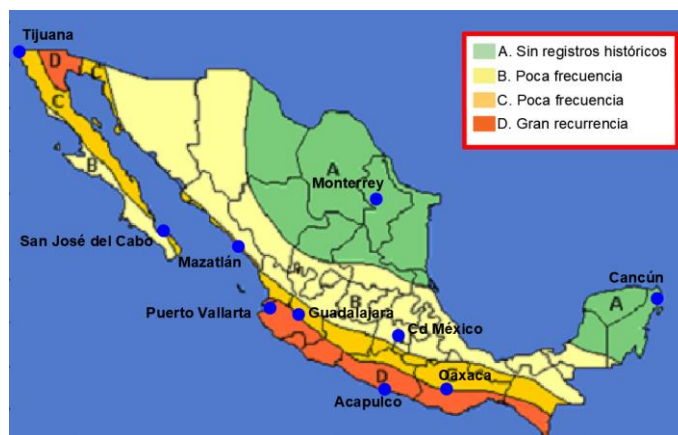 Tijuana
A. Sin registros históricos
B. Poca frecuencia
C. Poca frecuencia
D. Gran recurrencia
D
C
C
B
A
Monterrey
San José del Cabo
Mazatlán
Cancún
A
Puerto Vallarta
B
Guadalajara
Cd México
D
C
Oaxaca
Acapulco